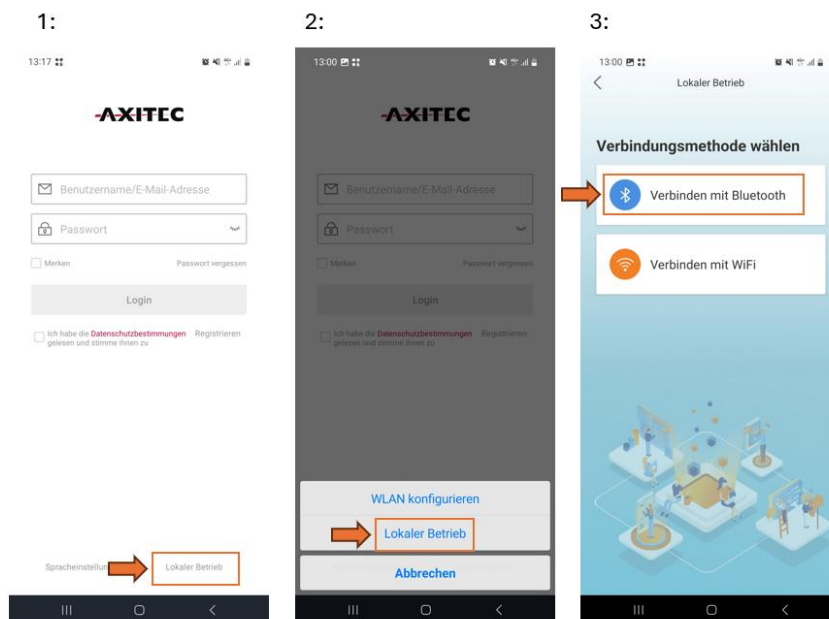 1:
13:17
AXITEC
Benutzername/E-Mail-Adresse
Passwort
Merken
Passwort vergessen
Login
Ich habe die Datenschutzbestimmungen
gelesen und stimme ihnen zu
Registrieren
Lokaler Betrieb
2:
13:00
AXITEC
Benutzername/E-Mail-Adresse
Passwort
Merken
Passwort vergessen
Login
Ich habe die Datenschutzbestimmungen
gelesen und stimme ihnen zu
Registrieren
WLAN konfigurieren
Lokaler Betrieb
Abbrechen
3:
13:00
Lokaler Betrieb
Verbindungsmethode wählen
Verbinden mit Bluetooth
Verbinden mit WiFi